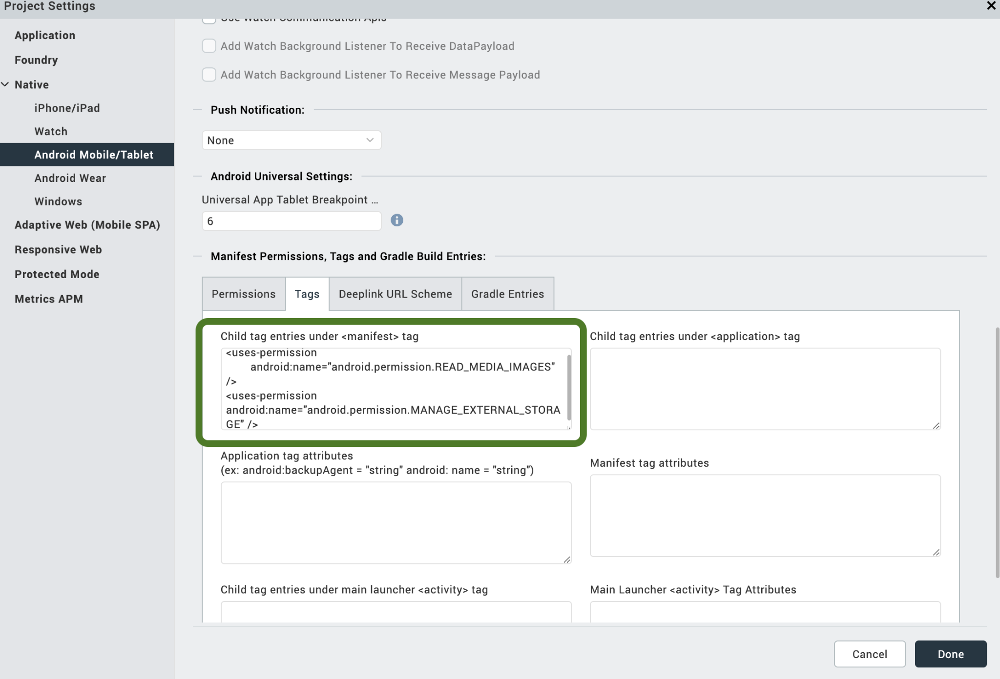 Project Settings
Application
Foundry
Native
iPhone/iPad
Watch
Android Mobile/Tablet
Android Wear
Windows
Adaptive Web (Mobile SPA)
Responsive Web
Protected Mode
Metrics APM
Use Watch Communication Apis
Add Watch Background Listener To Receive DataPayload
Add Watch Background Listener To Receive Message Payload
Push Notification:
None
Android Universal Settings:
Universal App Tablet Breakpoint ...
6
Manifest Permissions, Tags and Gradle Build Entries:
Permissions Tags Deeplink URL Scheme Gradle Entries
Child tag entries under <manifest> tag
<uses-permission
android:name="android.permission.READ_MEDIA_IMAGES"
/>
<uses-permission
android:name="android.permission.MANAGE_EXTERNAL_STORA
GE" />
Child tag entries under <application> tag
Application tag attributes
(ex: android:backupAgent = "string" android: name = "string")
Manifest tag attributes
Child tag entries under main launcher <activity> tag
Main Launcher <activity> Tag Attributes
Cancel
Done